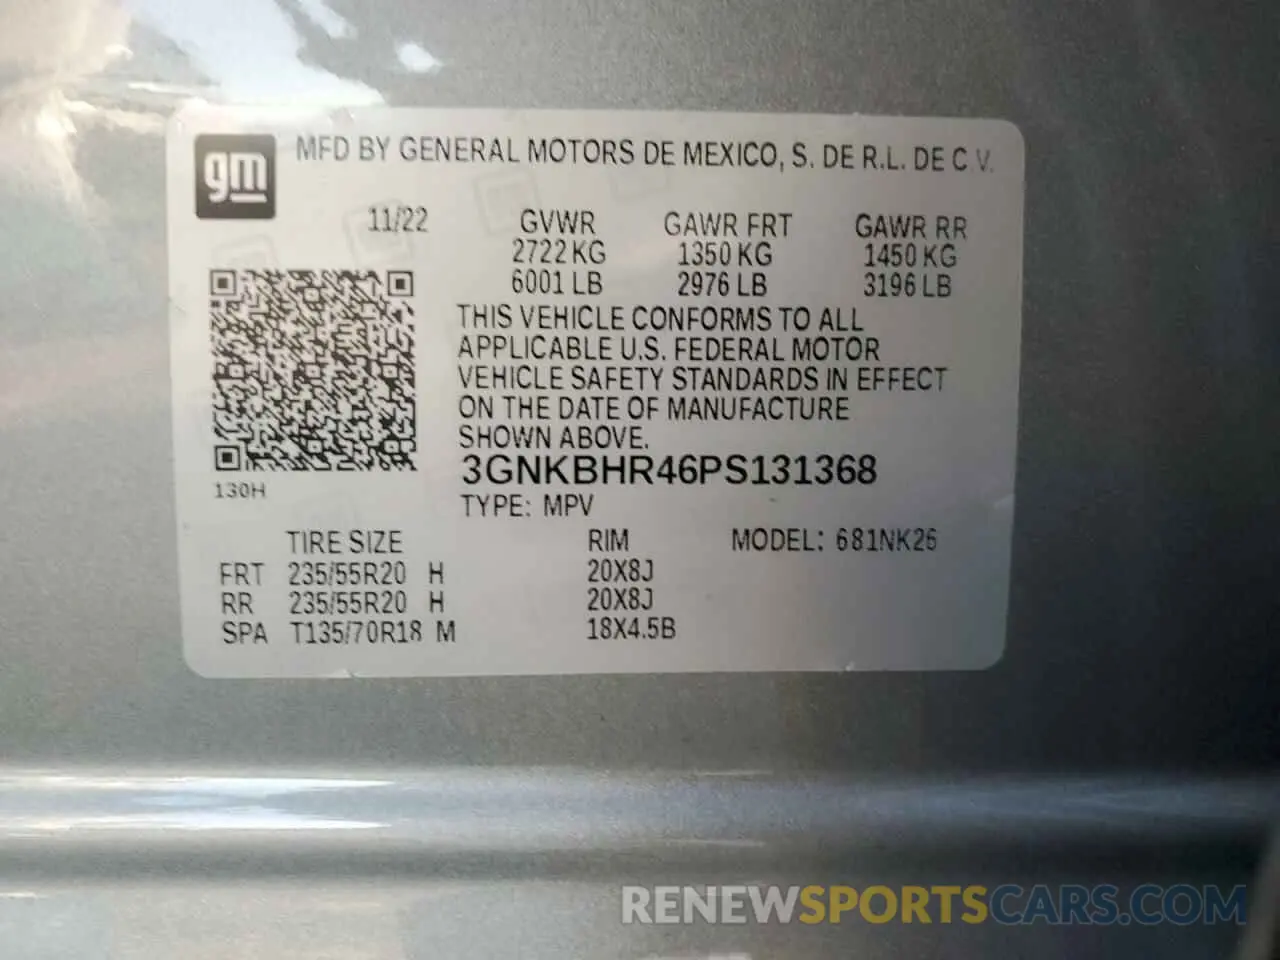 gm
MFD BY GENERAL MOTORS DE MEXICO, S. DE R.L. DE C.V.
11/22 GVWR GAWR FRT GAWR RR
2722 KG 1350 KG 1450 KG
6001 LB 2976 LB 3196 LB
THIS VEHICLE CONFORMS TO ALL
APPLICABLE U.S. FEDERAL MOTOR
VEHICLE SAFETY STANDARDS IN EFFECT
ON THE DATE OF MANUFACTURE
SHOWN ABOVE.
3GNKBHR46PS131368
130H
TYPE: MPV
TIRE SIZE RIM MODEL: 681NK26
FRT 235/55R20 H 20X8J
RR 235/55R20 H 20X8J
SPA T135/70R18 M 18X4.5B
RENEWSPORTSCARS.COM